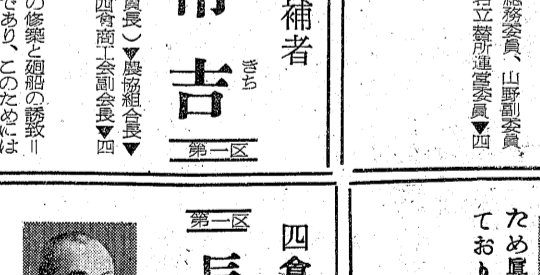 総務委員、山野副委員
右立替所運営委員▼四
補者
吉
きち
第一区
員長）▼農協組合長▼
四倉商工会副会長▼四
の修築と廻船の誘致＝
であり、このためには
ため
ており
四倉
第一区